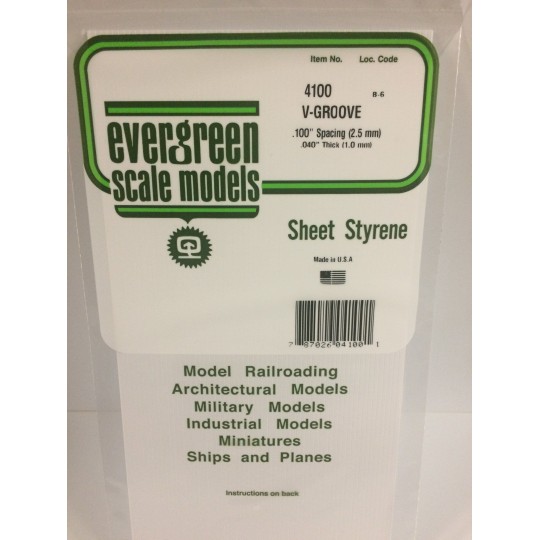 Item No. Loc. Code
4100 B-6
V-GROOVE
.100" Spacing (2.5 mm)
.040" Thick (1.0 mm)
evergreen
scale models
Sheet Styrene
Made in U.S.A
7 87026 04100 1
Model Railroading
Architectural Models
Military Models
Industrial Models
Miniatures
Ships and Planes
Instructions on back